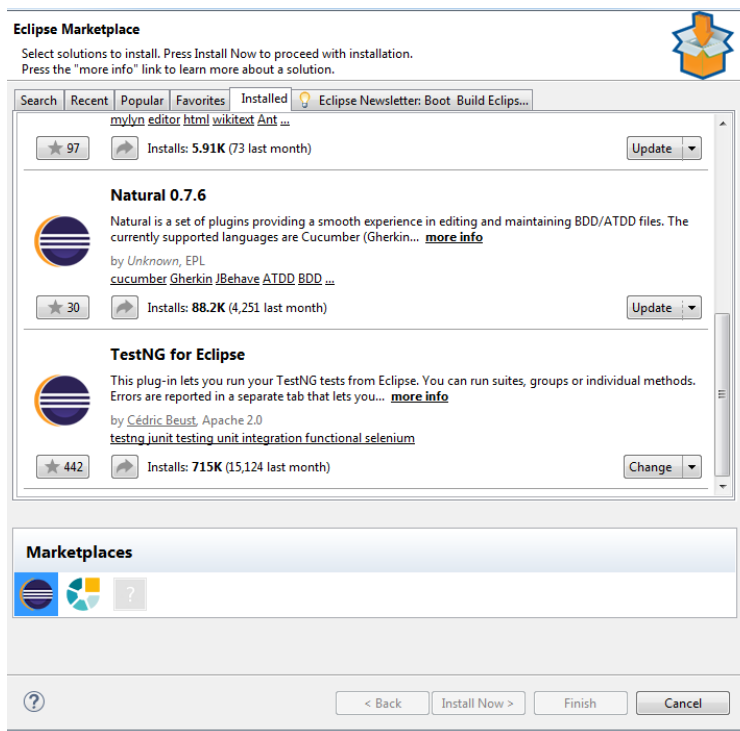 Eclipse Marketplace
Select solutions to install. Press Install Now to proceed with installation.
Press the "more info" link to learn more about a solution.
Search Recent Popular Favorites Installed Eclipse Newsletter: Boot Build Eclips...
mylyn editor html wikitext Ant ...
97 Installs: 5.91K (73 last month) Update
Natural 0.7.6
Natural is a set of plugins providing a smooth experience in editing and maintaining BDD/ATDD files. The
currently supported languages are Cucumber (Gherkin... more info
by Unknown, EPL
cucumber Gherkin JBehave ATDD BDD ...
30 Installs: 88.2K (4,251 last month) Update
TestNG for Eclipse
This plug-in lets you run your TestNG tests from Eclipse. You can run suites, groups or individual methods.
Errors are reported in a separate tab that lets you... more info
by Cédric Beust, Apache 2.0
testng junit testing unit integration functional selenium
442 Installs: 715K (15,124 last month) Change
Marketplaces
?
? < Back Install Now > Finish Cancel